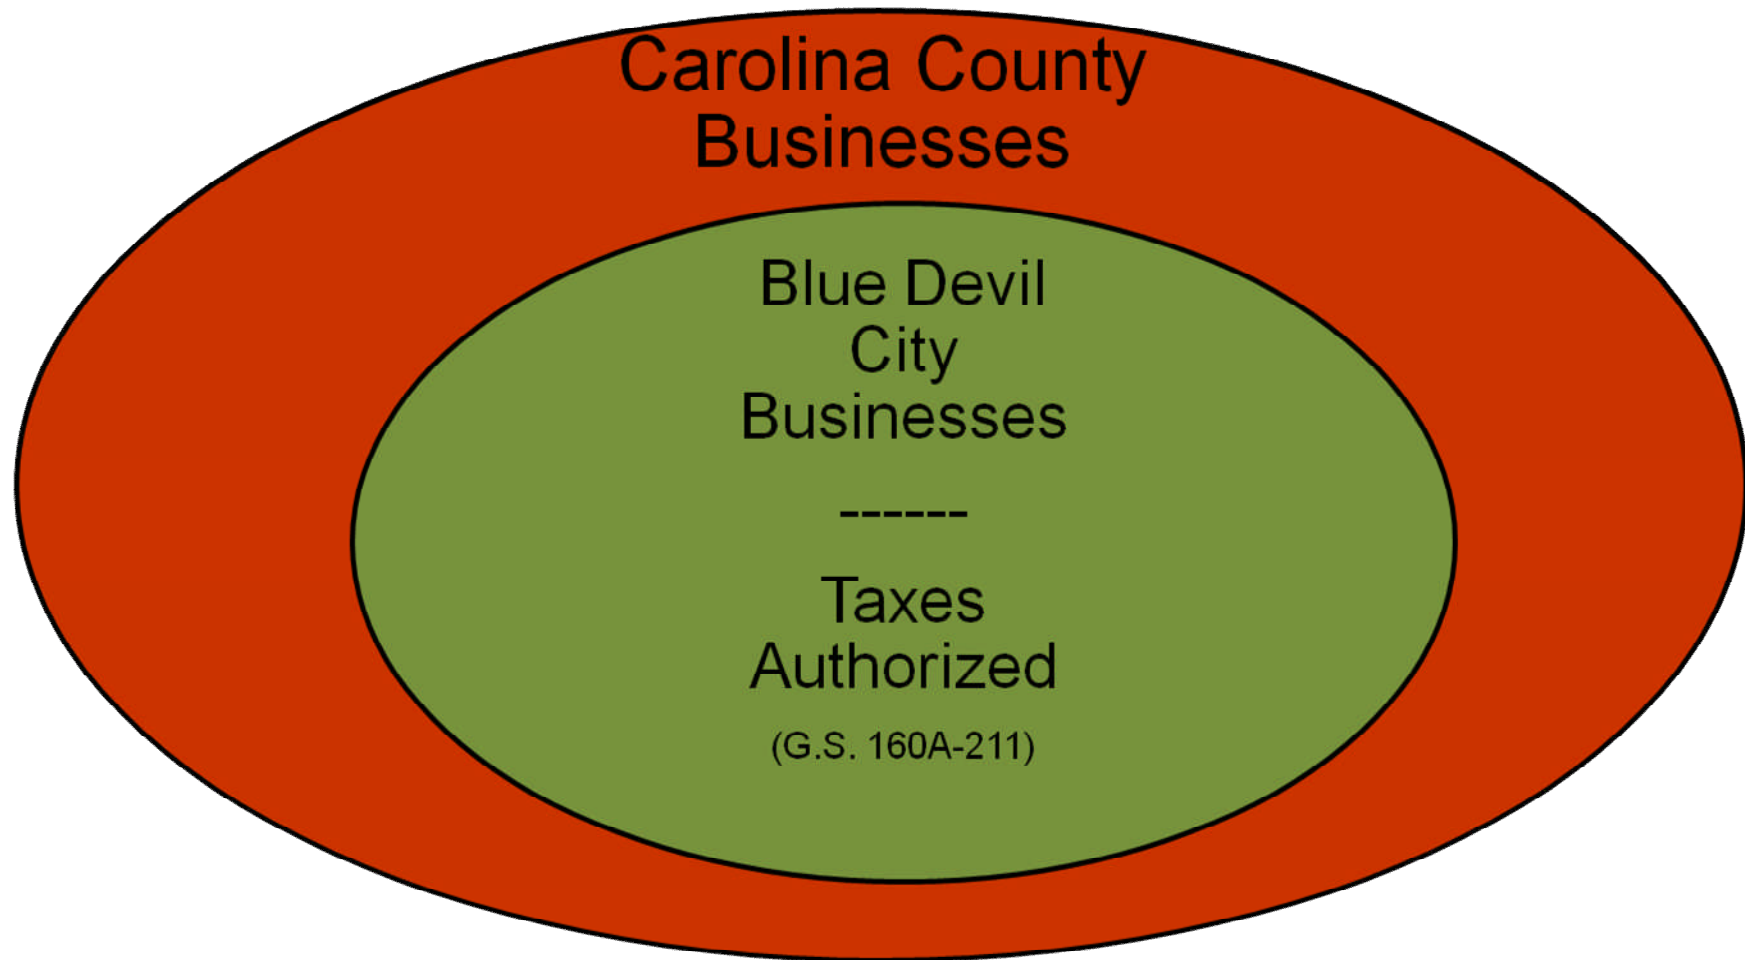 Carolina County
Businesses
Blue Devil
City
Businesses
------
Taxes
Authorized
(G.S. 160A-211)